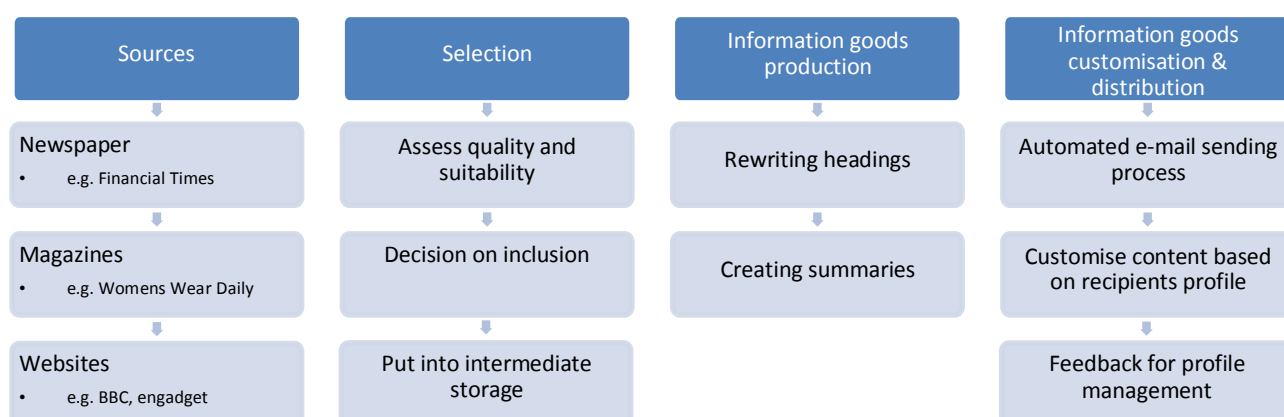 Sources
Newspaper
• e.g. Financial Times
Magazines
• e.g. Womens Wear Daily
Websites
• e.g. BBC, engadget
Selection
Assess quality and
suitability
Decision on inclusion
Put into intermediate
storage
Information goods
production
Rewriting headings
Creating summaries
Information goods
customisation &
distribution
Automated e-mail sending
process
Customise content based
on recipients profile
Feedback for profile
management